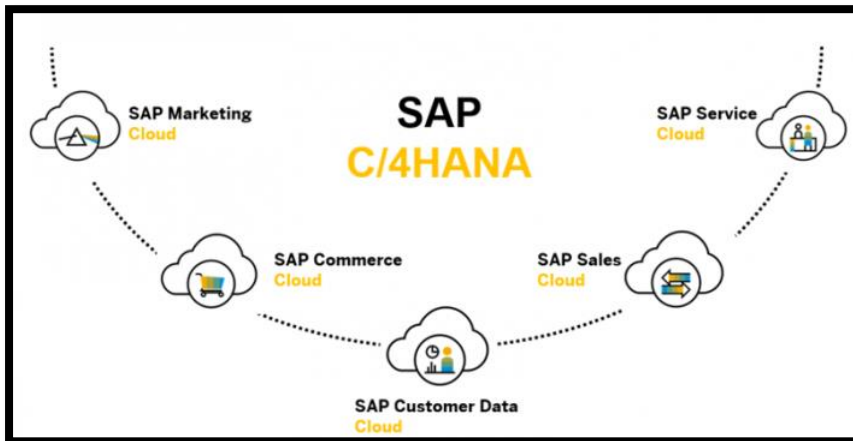 SAP
C/4HANA
SAP Marketing
Cloud
SAP Service
Cloud
SAP Commerce
Cloud
SAP Sales
Cloud
SAP Customer Data
Cloud